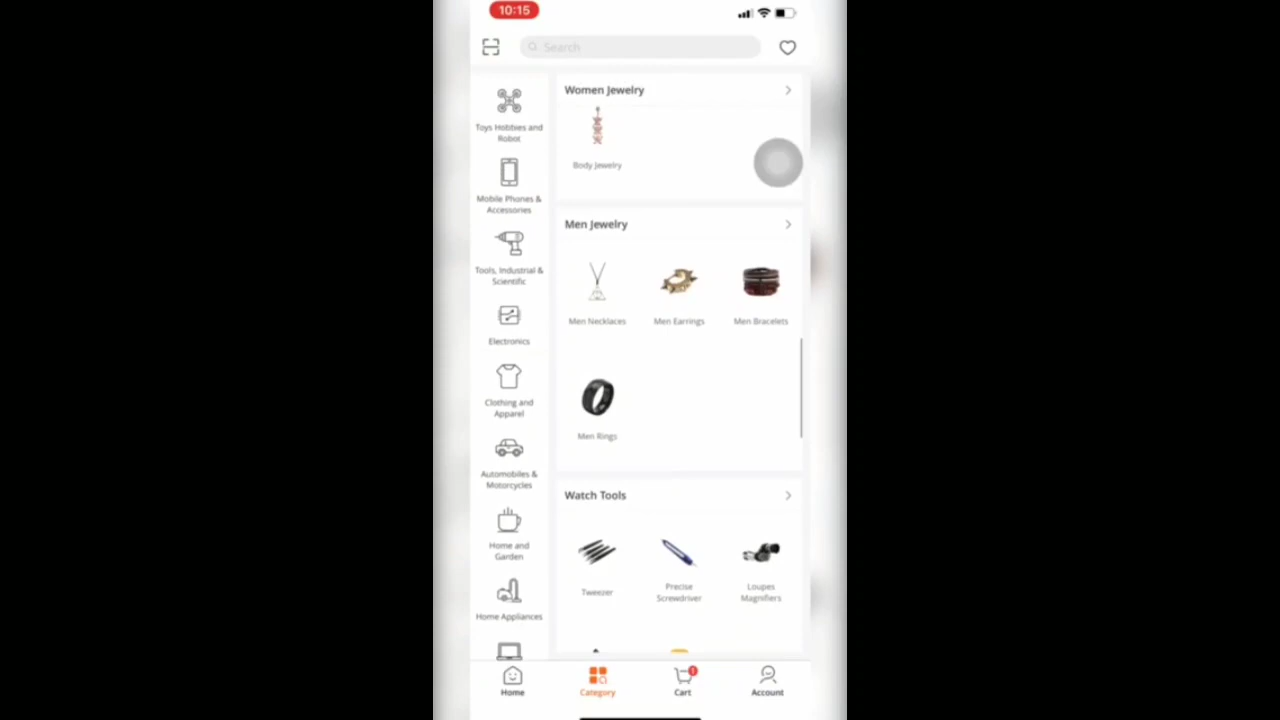 10:15
Search
Toys Hobbies and
Robot
Mobile Phones &
Accessories
Tools, Industrial &
Scientific
Electronics
Clothing and
Apparel
Automobiles &
Motorcycles
Home and
Garden
Home Appliances
Women Jewelry
Body Jewelry
Men Jewelry
Men Necklaces
Men Earrings
Men Bracelets
Men Rings
Watch Tools
Tweezer
Precise
Screwdriver
Loupes
Magnifiers
Home
Category
Cart
1
Account